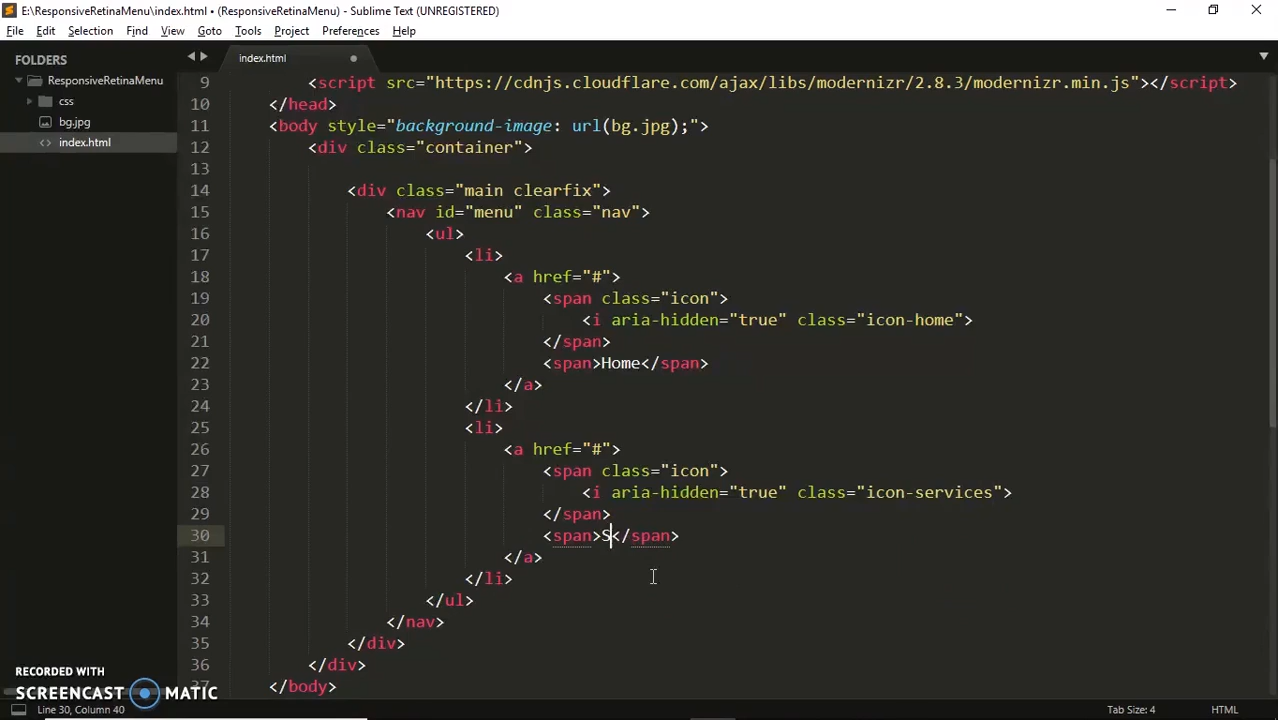 E:\ResponsiveRetinaMenu\index.html • (ResponsiveRetinaMenu) - Sublime Text (UNREGISTERED)
File Edit Selection Find View Goto Tools Project Preferences Help
FOLDERS
ResponsiveRetinaMenu
css
bg.jpg
index.html
index.html
9 <script src="https://cdnjs.cloudflare.com/ajax/libs/modernizr/2.8.3/modernizr.min.js"></script>
10 </head>
11 <body style="background-image: url(bg.jpg);">
12 <div class="container">
13
14 <div class="main clearfix">
15 <nav id="menu" class="nav">
16 <ul>
17 <li>
18 <a href="#">
19 <span class="icon">
20 <i aria-hidden="true" class="icon-home">
21 </span>
22 <span>Home</span>
23 </a>
24 </li>
25 <li>
26 <a href="#">
27 <span class="icon">
28 <i aria-hidden="true" class="icon-services">
29 </span>
30 <span>S</span>
31 </a>
32 </li>
33 </ul>
34 </nav>
35 </div>
36 </div>
37 </body>
RECORDED WITH
SCREENCAST MATIC
Line 30, Column 40 Tab Size: 4 HTML